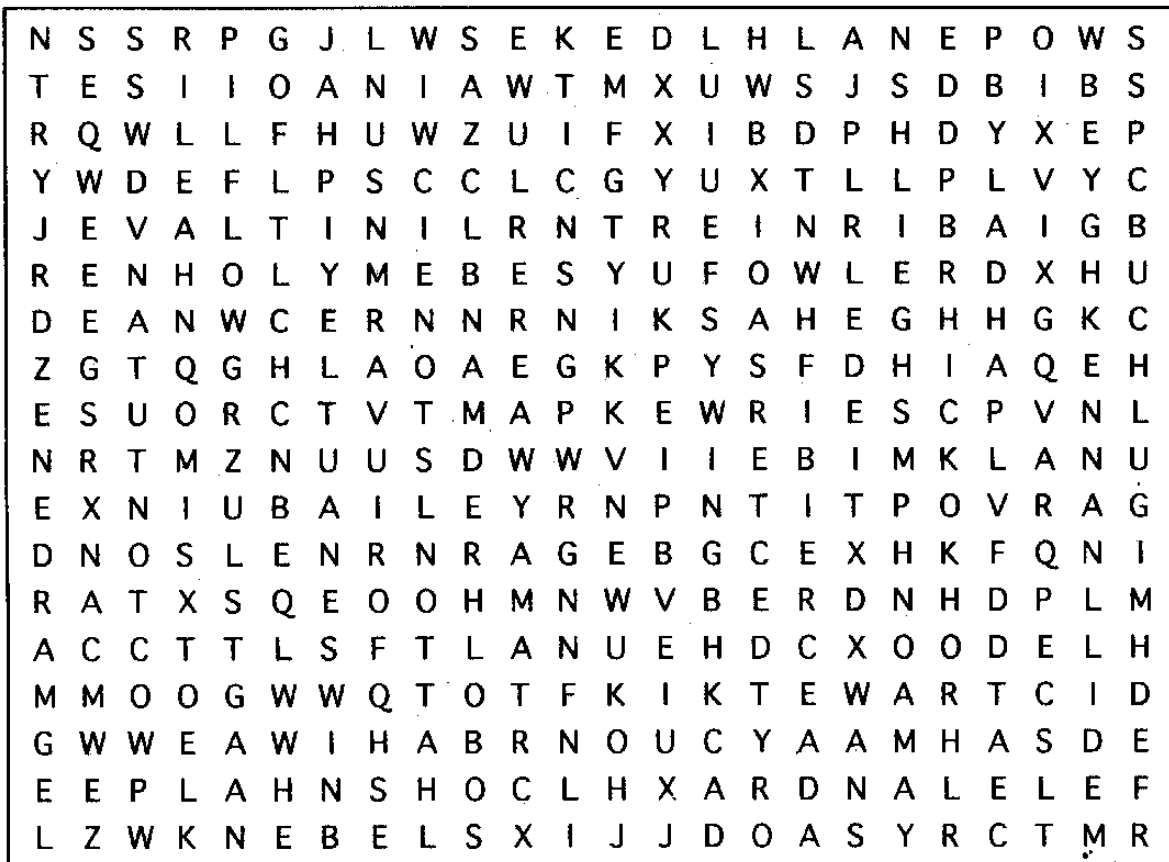 N S S R P G J L W S E K E D L H L A N E P O W S
T E S I I O A N I A W T M X U W S J S D B I B S
R Q W L L F H U W Z U I F X I B D P H D Y X E P
Y W D E F L P S C C L C G Y U X T L L P L V Y C
J E V A L T I N I L R N T R E I N R I B A I G B
R E N H O L Y M E B E S Y U F O W L E R D X H U
D E A N W C E R N N R N I K S A H E G H H G K C
Z G T Q G H L A O A E G K P Y S F D H I A Q E H
E S U O R C T V T M A P K E W R I E S C P V N L
N R T M Z N U U S D W W V I I E B I M K L A N U
E X N I U B A I L E Y R N P N T I T P O V R A G
D N O S L E N R N R A G E B G C E X H K F Q N I
R A T X S Q E O O H M N W V B E R D N H D P L M
A C C T T L S F T L A N U E H D C X O O D E L H
M M O O G W W Q T O T F K I K T E W A R T C I D
G W W E A W I H A B R N O U C Y A A M H A S D E
E E P L A H N S H O C L H X A R D N A L E L E F
L Z W K N E B E L S X I J J D O A S Y R C T M R